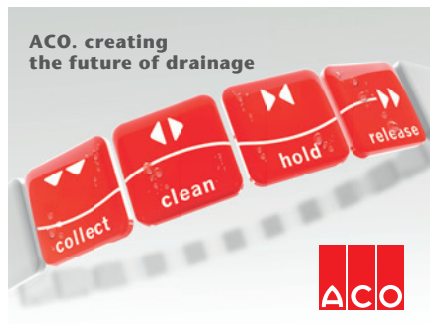 ACO. creating
the future of drainage
collect
clean
hold
release
ACO